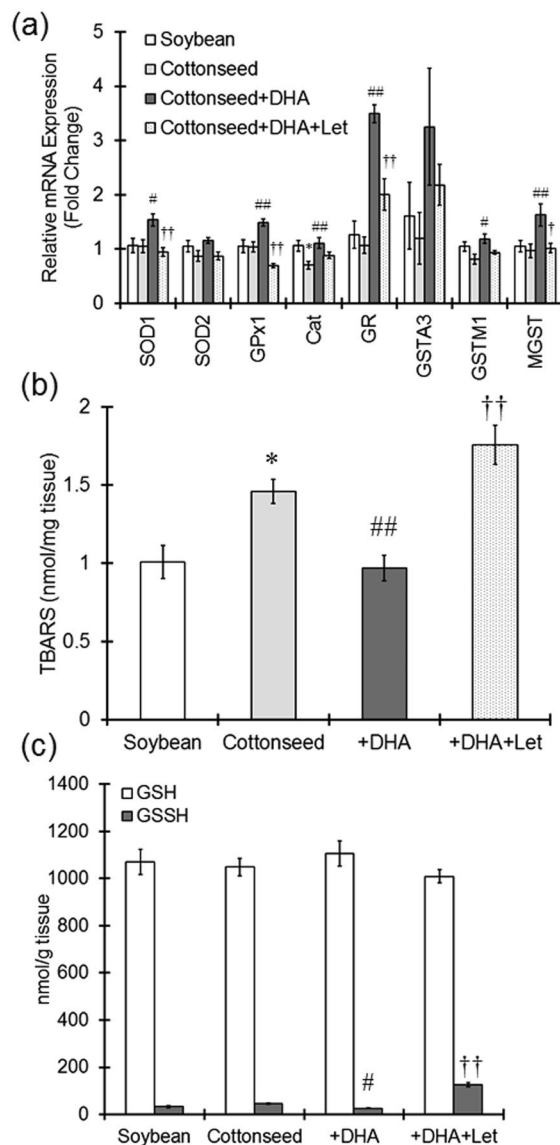 (a)
Soybean
Cottonseed
Cottonseed+DHA
Cottonseed+DHA+Let
Relative mRNA Expression
(Fold Change)
5
4
3
2
1
0
#
††
##
††
*
##
##
††
#
##
†
SOD1
SOD2
GPx1
Cat
GR
GSTA3
GSTM1
MGST
(b)
TBARS (nmol/mg tissue)
2
1.5
1
0.5
0
*
##
††
Soybean
Cottonseed
+DHA
+DHA+Let
(c)
GSH
GSSH
nmol/g tissue
1400
1200
1000
800
600
400
200
0
#
††
Soybean
Cottonseed
+DHA
+DHA+Let